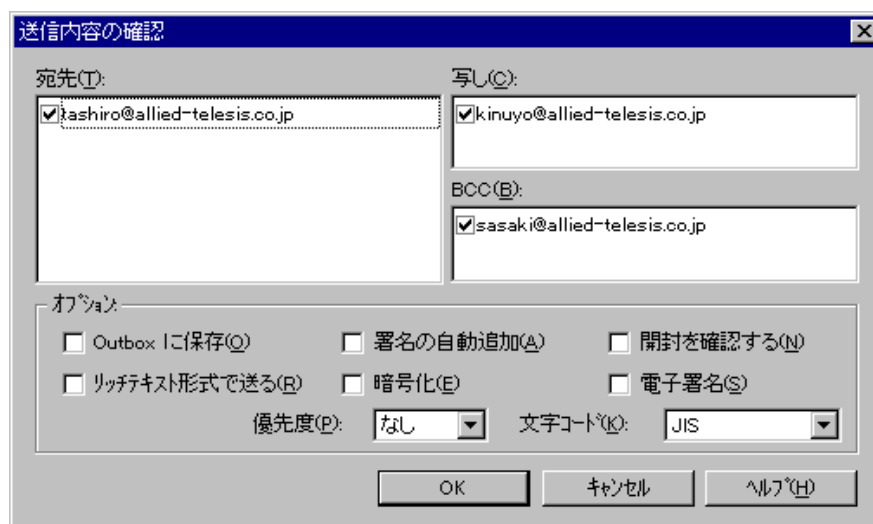 送信内容の確認
宛先(T):
tashiro@allied-telesis.co.jp
写し(C):
kinuyo@allied-telesis.co.jp
BCC(B):
sasaki@allied-telesis.co.jp
ｵﾌﾟｼｮﾝ:
Outbox に保存(O)
署名の自動追加(A)
開封を確認する(N)
ﾘｯﾁﾃｷｽﾄ形式で送る(R)
暗号化(E)
電子署名(S)
優先度(P):
なし
文字ｺｰﾄﾞ(K):
JIS
OK
ｷｬﾝｾﾙ
ﾍﾙﾌﾟ(H)